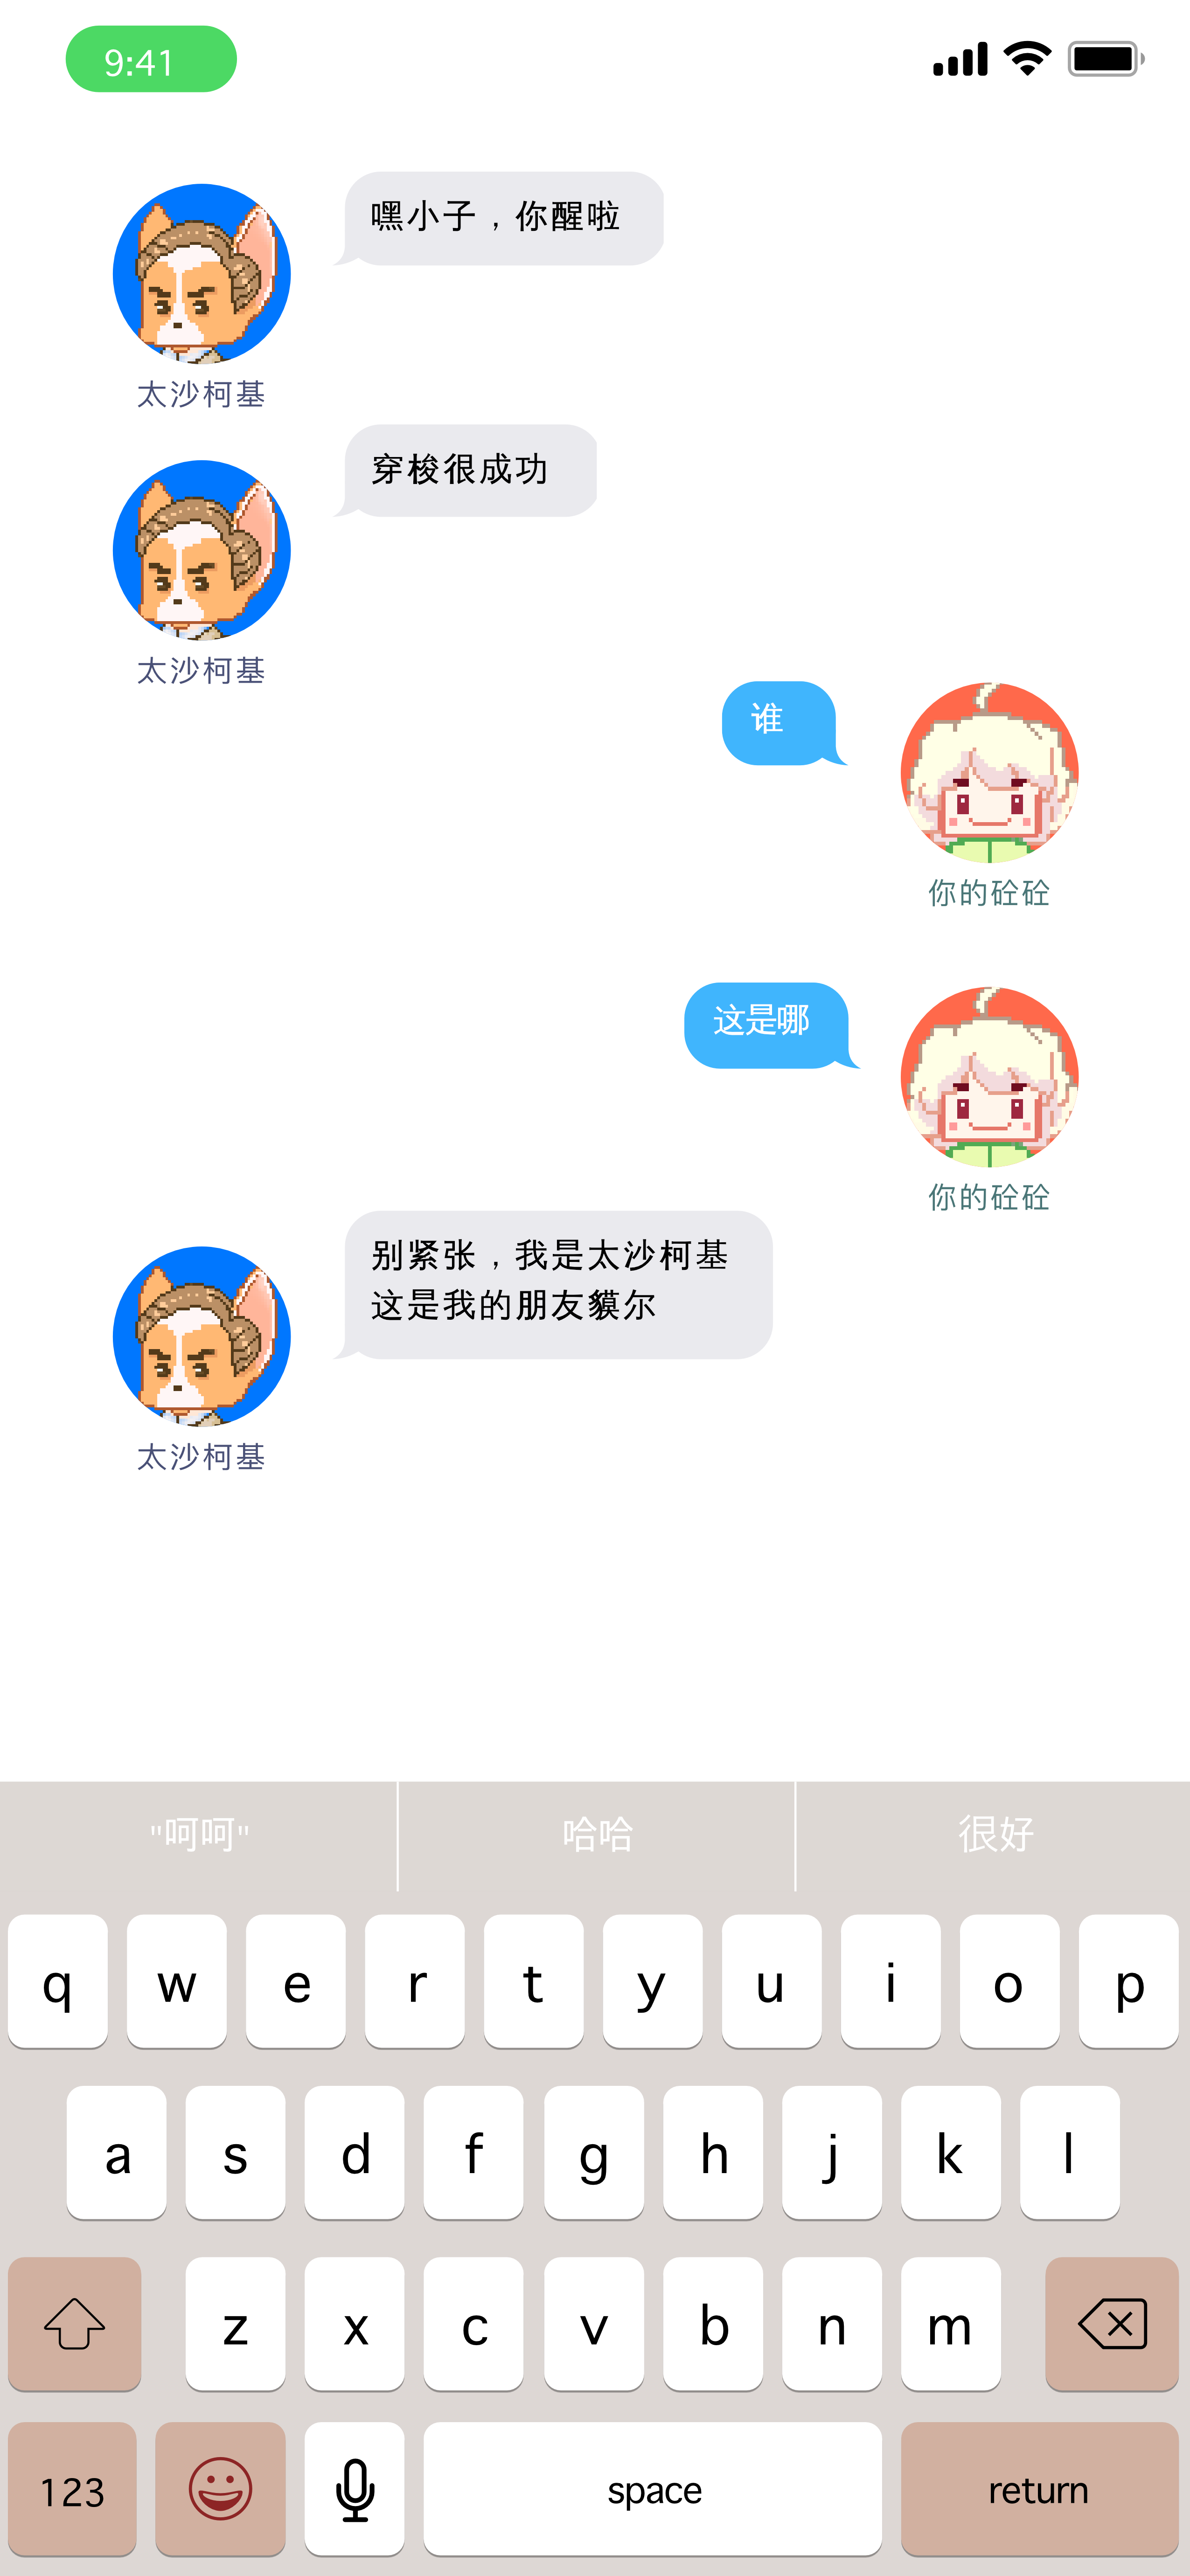 9:41
嘿小子，你醒啦
太沙柯基
穿梭很成功
太沙柯基
谁
你的砼砼
这是哪
你的砼砼
别紧张，我是太沙柯基
这是我的朋友貘尔
太沙柯基
"呵呵" 哈哈 很好
q w e r t y u i o p
a s d f g h j k l
z x c v b n m
123 space return